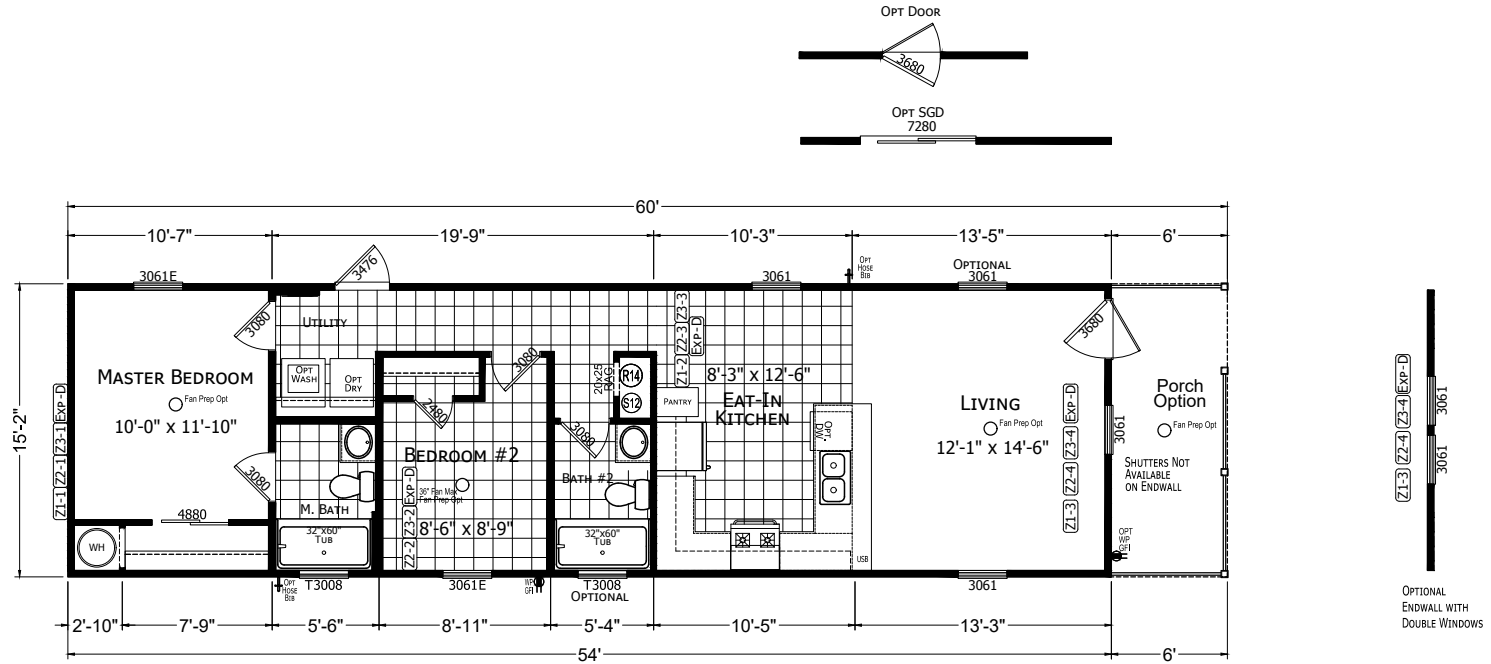 OPT DOOR
3680
OPT SGD
7280
60'
10'-7"
19'-9"
10'-3"
13'-5"
6'
3061E
3476
3061
OPT
HOSE
BIB
OPTIONAL
3061
15'-2"
3080
UTILITY
3080
20x25
RAG
Z1-2 Z2-3 Z3-3
EXP-D
3680
MASTER BEDROOM
Fan Prep Opt
10'-0" x 11'-10"
Z1-1 Z2-1 Z3-1 EXP-D
OPT
WASH
OPT
DRY
2480
R14
S12
8'-3" x 12'-6"
EAT-IN
KITCHEN
PANTRY
OPT.
DW
LIVING
Fan Prep Opt
12'-1" x 14'-6"
Z1-3 Z2-4 Z3-4 EXP-D
3061
Porch
Option
Fan Prep Opt
SHUTTERS NOT
AVAILABLE
ON ENDWALL
3080
4880
WH
M. BATH
32"x60"
TUB
BEDROOM #2
36" Fan Max
Fan Prep Opt
8'-6" x 8'-9"
Z2-2 Z3-2 EXP-D
3080
BATH #2
32"x60"
TUB
USB
OPT
WP
GFI
OPT
HOSE
BIB
T3008
3061E
WP
GFI
T3008
OPTIONAL
3061
2'-10"
7'-9"
5'-6"
8'-11"
5'-4"
10'-5"
13'-3"
54'
6'
Z1-3 Z2-4 Z3-4 EXP-D
3061
3061
OPTIONAL
ENDWALL WITH
DOUBLE WINDOWS